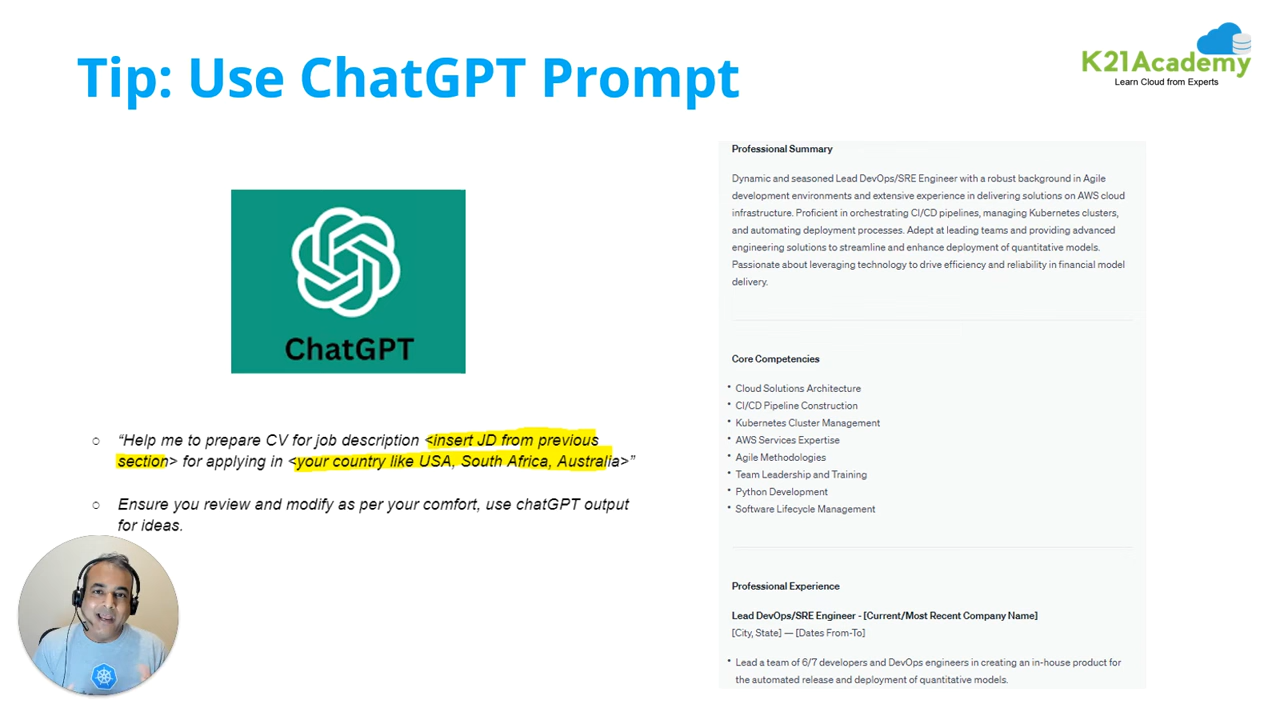 Tip: Use ChatGPT Prompt
K21Academy
Learn Cloud from Experts
ChatGPT
○ “Help me to prepare CV for job description <insert JD from previous
section> for applying in <your country like USA, South Africa, Australia>”
○ Ensure you review and modify as per your comfort, use chatGPT output
for ideas.
Professional Summary
Dynamic and seasoned Lead DevOps/SRE Engineer with a robust background in Agile
development environments and extensive experience in delivering solutions on AWS cloud
infrastructure. Proficient in orchestrating CI/CD pipelines, managing Kubernetes clusters,
and automating deployment processes. Adept at leading teams and providing advanced
engineering solutions to streamline and enhance deployment of quantitative models.
Passionate about leveraging technology to drive efficiency and reliability in financial model
delivery.
Core Competencies
• Cloud Solutions Architecture
• CI/CD Pipeline Construction
• Kubernetes Cluster Management
• AWS Services Expertise
• Agile Methodologies
• Team Leadership and Training
• Python Development
• Software Lifecycle Management
Professional Experience
Lead DevOps/SRE Engineer - [Current/Most Recent Company Name]
[City, State] — [Dates From-To]
• Lead a team of 6/7 developers and DevOps engineers in creating an in-house product for
the automated release and deployment of quantitative models.